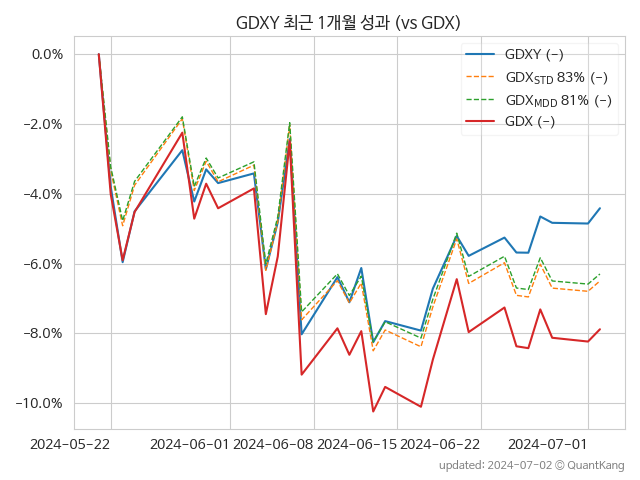 GDXY 최근 1개월 성과 (vs GDX)
GDXY (-)
GDX_STD 83% (-)
GDX_MDD 81% (-)
GDX (-)
0.0%
−2.0%
−4.0%
−6.0%
−8.0%
−10.0%
2024-05-22 2024-06-01 2024-06-08 2024-06-15 2024-06-22 2024-07-01
updated: 2024-07-02 © QuantKang